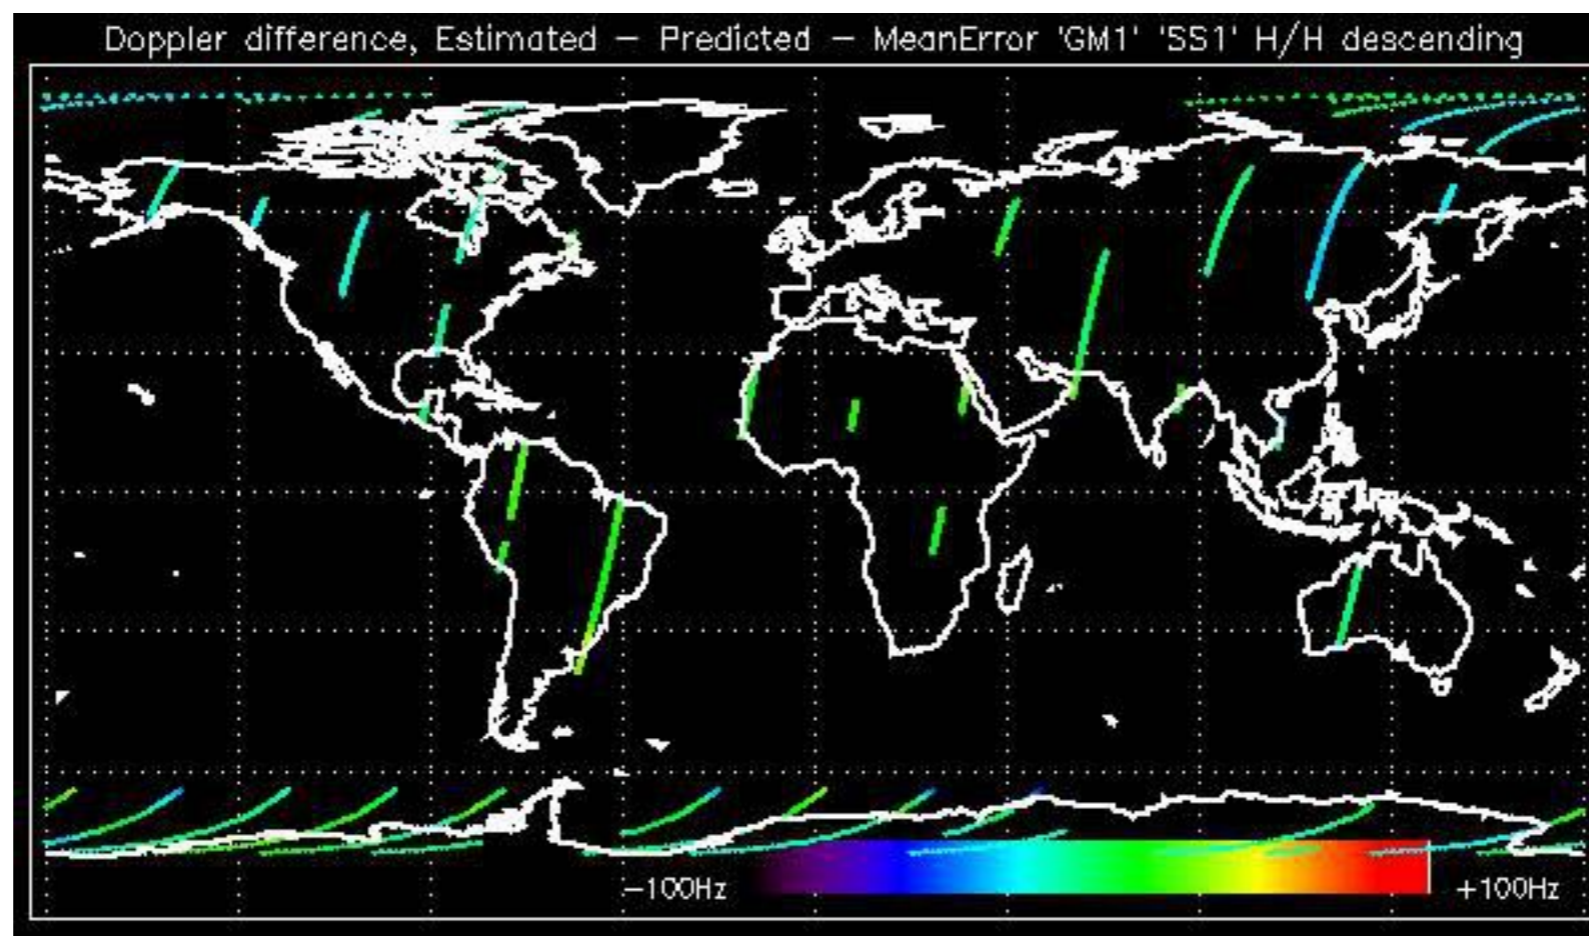 Doppler difference, Estimated – Predicted – MeanError 'GM1' 'SS1' H/H descending
–100Hz +100Hz